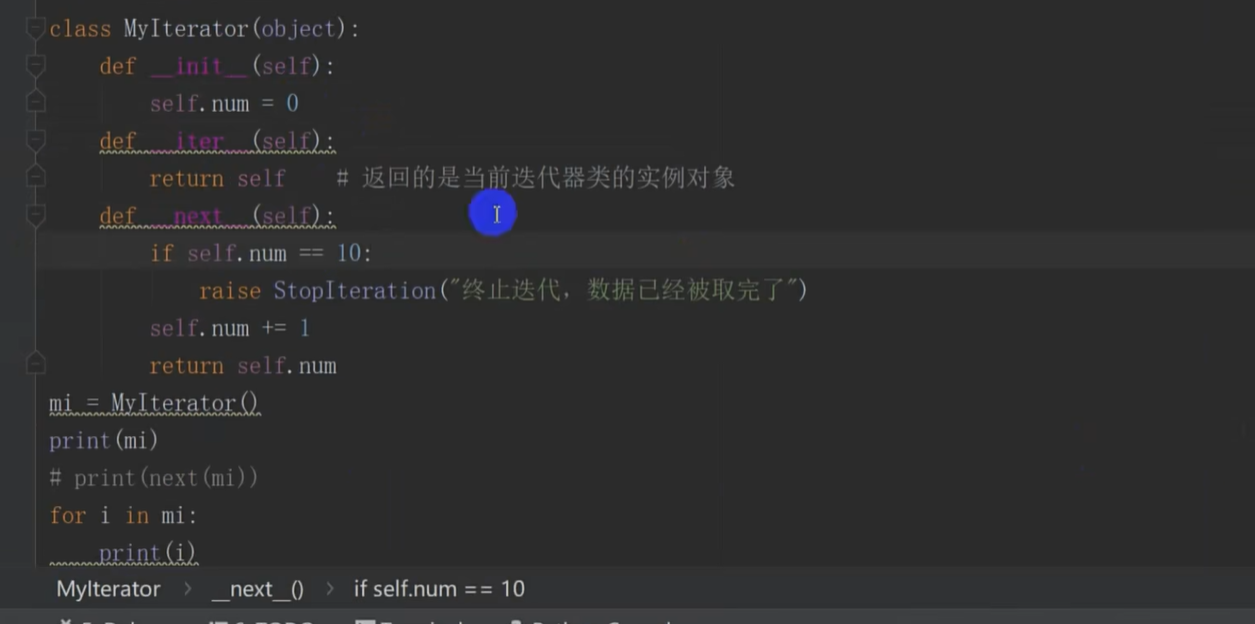 class MyIterator(object):
    def __init__(self):
        self.num = 0
    def __iter__(self):
        return self    # 返回的是当前迭代器类的实例对象
    def __next__(self):
        if self.num == 10:
            raise StopIteration("终止迭代，数据已经被取完了")
        self.num += 1
        return self.num
mi = MyIterator()
print(mi)
# print(next(mi))
for i in mi:
    print(i)
MyIterator > __next__() > if self.num == 10